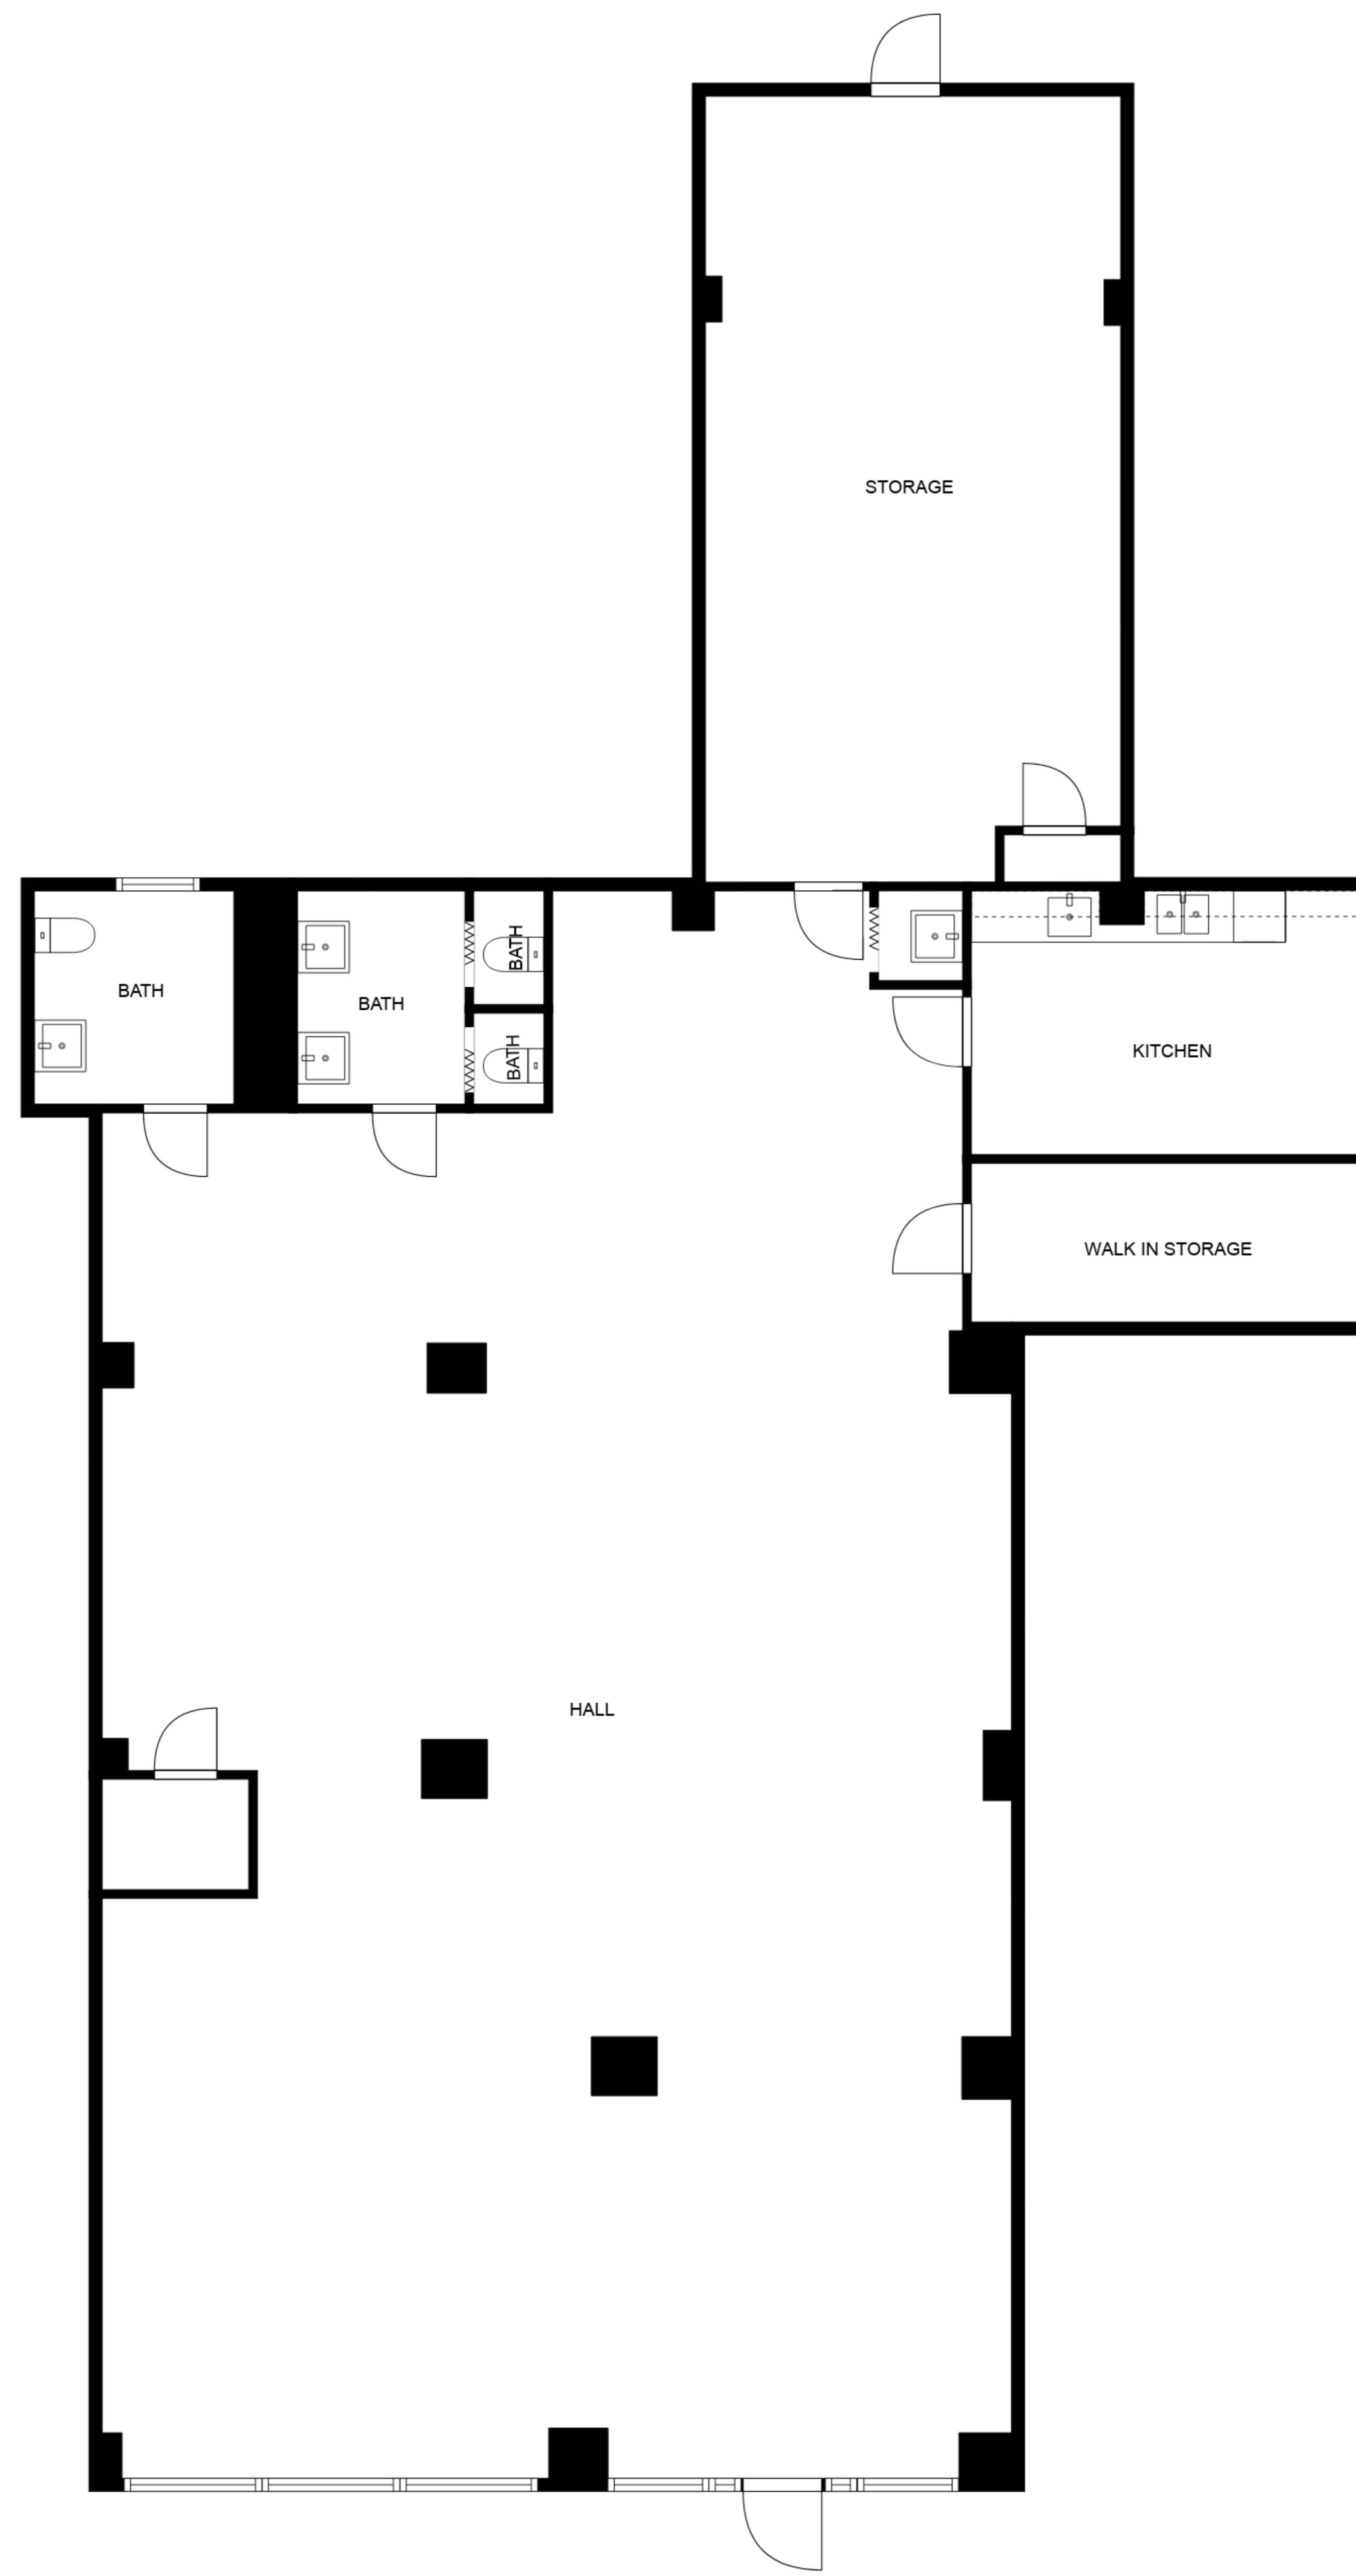 STORAGE
BATH
BATH
BATH
BATH
KITCHEN
WALK IN STORAGE
HALL